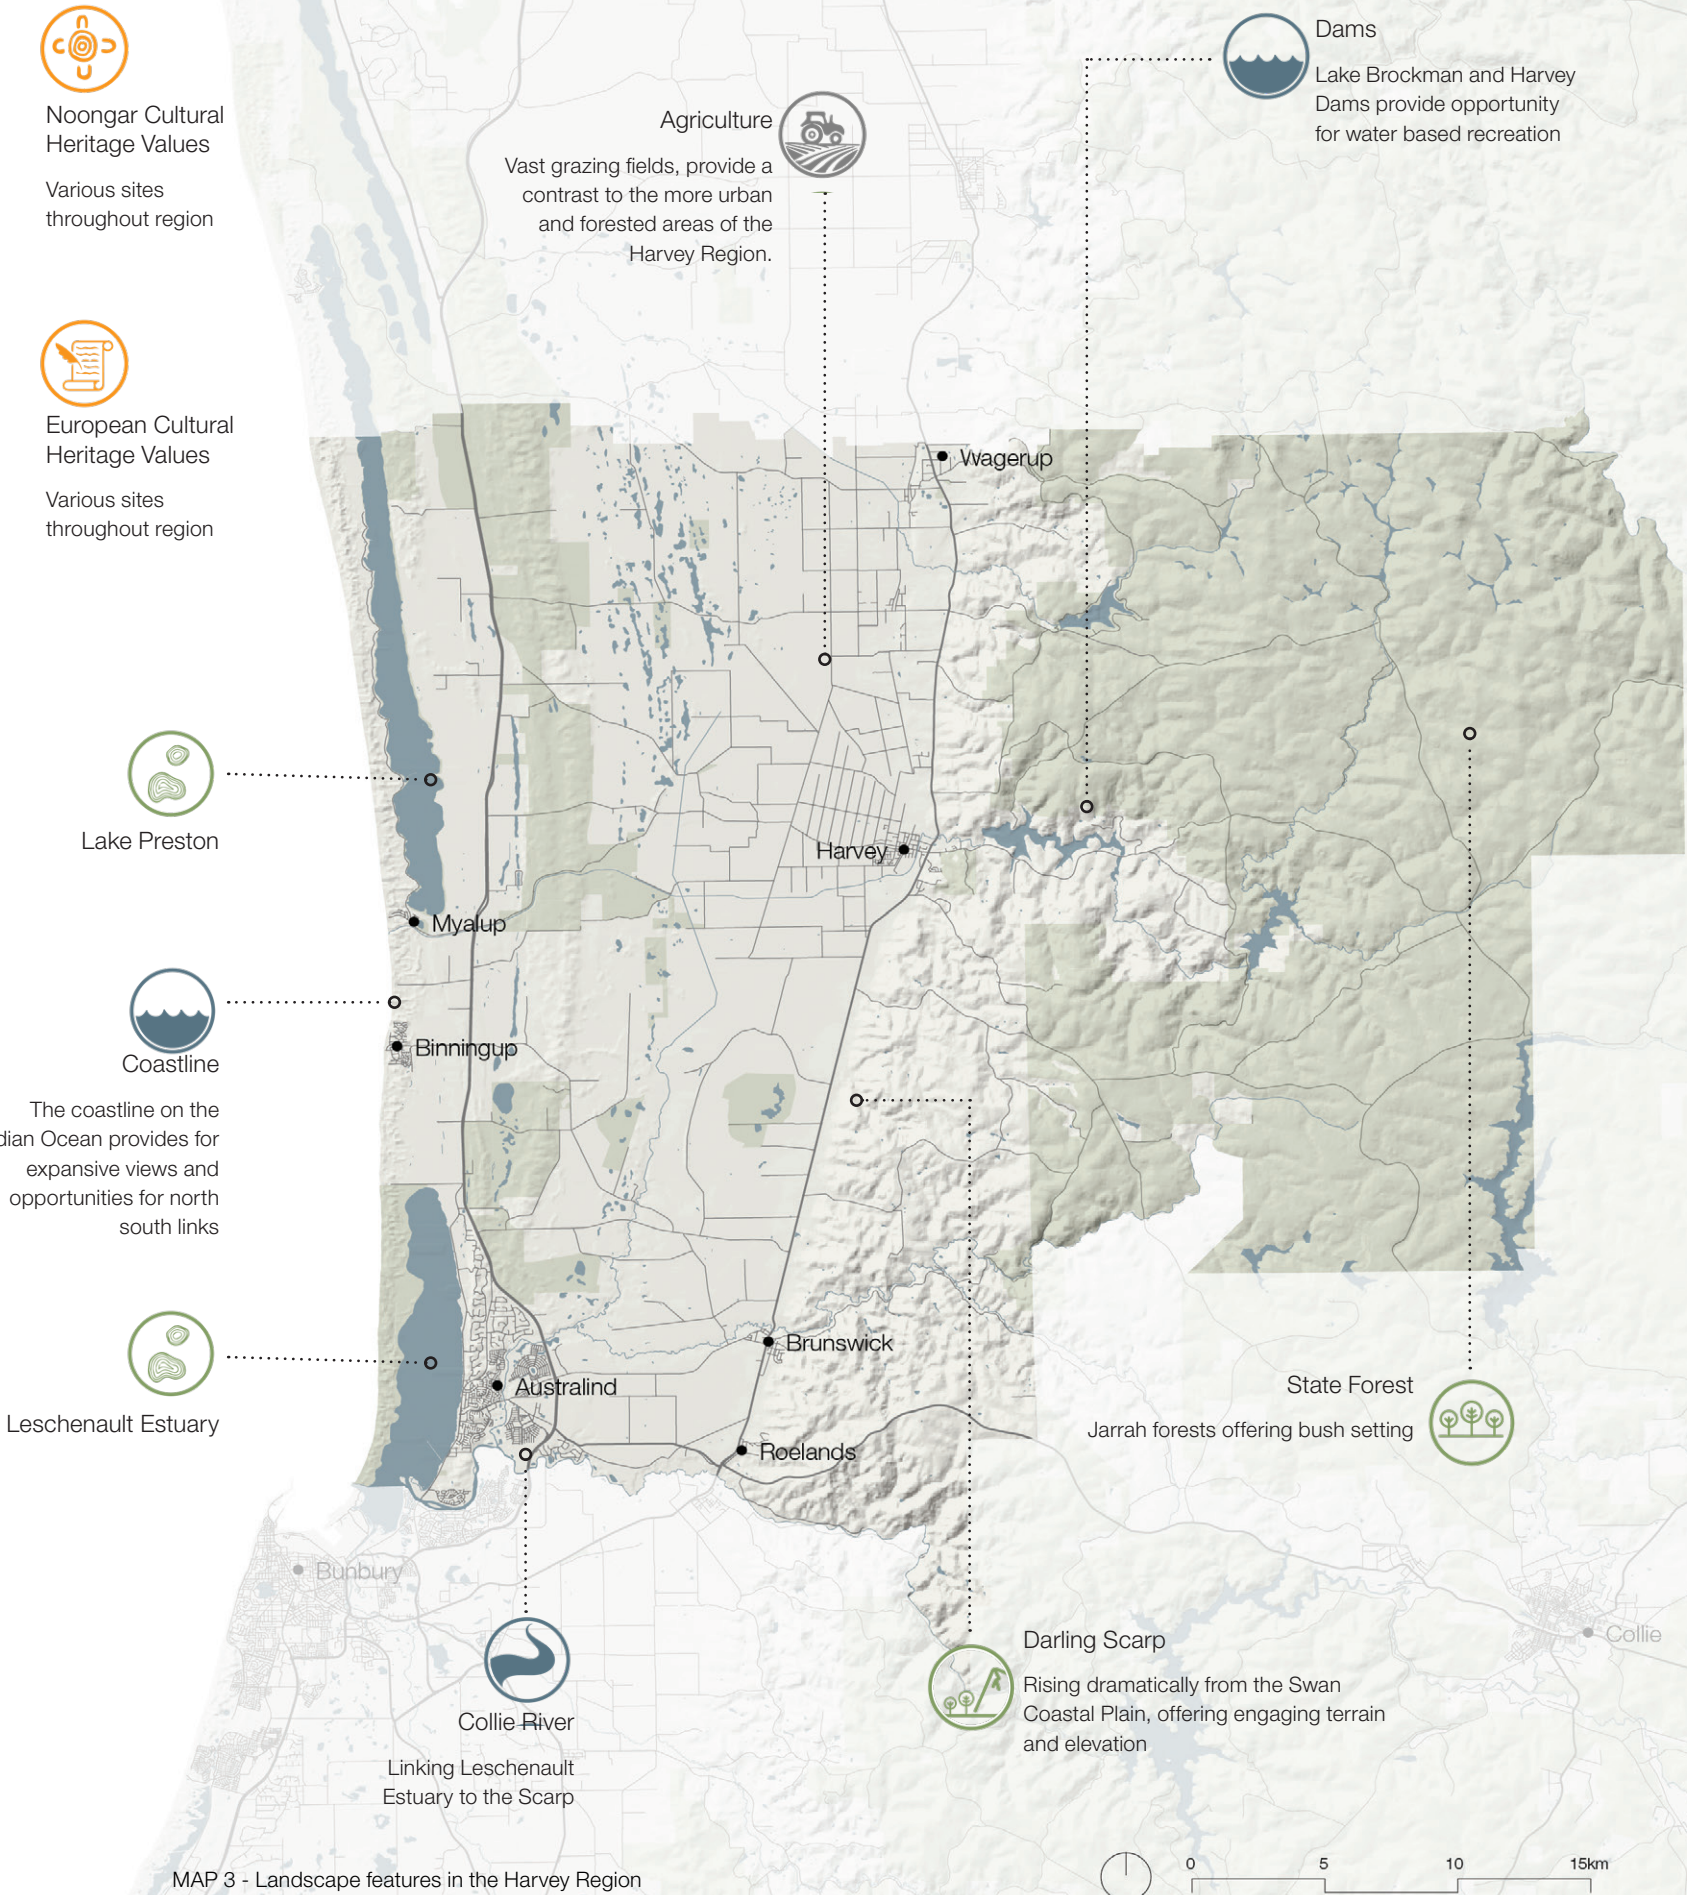 Noongar Cultural
Heritage Values
Various sites
throughout region
European Cultural
Heritage Values
Various sites
throughout region
Agriculture
Vast grazing fields, provide a
contrast to the more urban
and forested areas of the
Harvey Region.
Dams
Lake Brockman and Harvey
Dams provide opportunity
for water based recreation
Wagerup
Lake Preston
Harvey
Myalup
Coastline
The coastline on the
dian Ocean provides for
expansive views and
opportunities for north
south links
Binningup
Leschenault Estuary
Brunswick
Australind
Roelands
State Forest
Jarrah forests offering bush setting
Bunbury
Collie
Collie River
Linking Leschenault
Estuary to the Scarp
Darling Scarp
Rising dramatically from the Swan
Coastal Plain, offering engaging terrain
and elevation
MAP 3 - Landscape features in the Harvey Region
0 5 10 15km